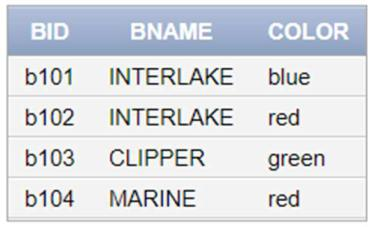 BID BNAME COLOR
b101 INTERLAKE blue
b102 INTERLAKE red
b103 CLIPPER green
b104 MARINE red